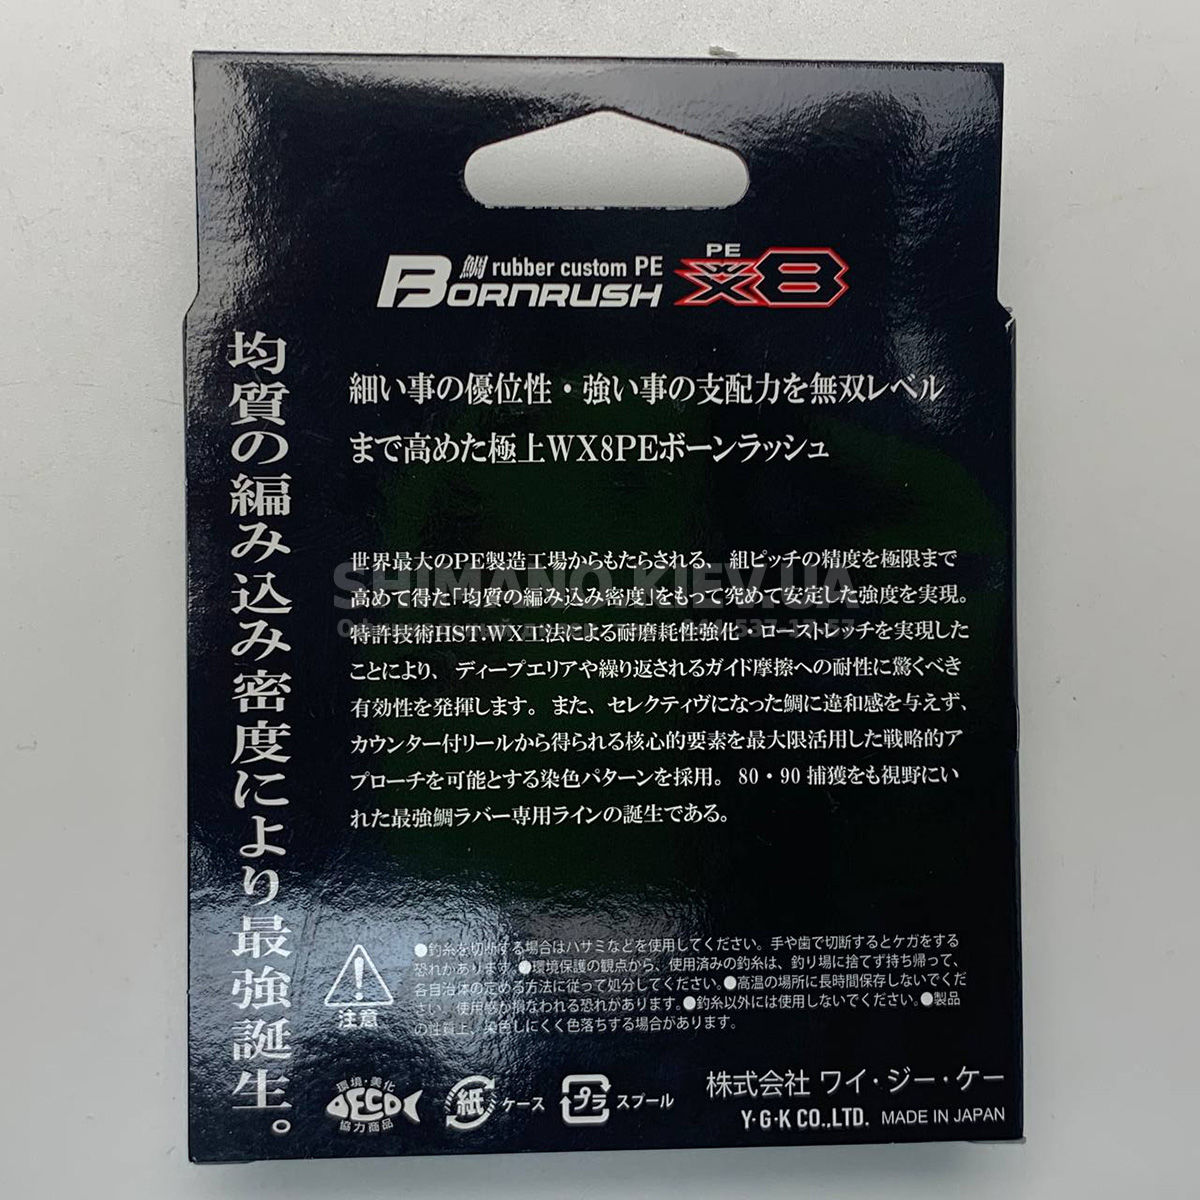 鯛 rubber custom PE
BORNRUSH
PE
WX8
均質の編み込み密度により最強誕生。
細い事の優位性・強い事の支配力を無双レベル
まで高めた極上WX8PEボーンラッシュ
世界最大のPE製造工場からもたらされる、組ピッチの精度を極限まで
高めて得た「均質の編み込み密度」をもって究めて安定した強度を実現。
特許技術HST.WX工法による耐磨耗性強化・ローストレッチを実現した
ことにより、ディープエリアや繰り返されるガイド摩擦への耐性に驚くべき
有効性を発揮します。また、セレクティヴになった鯛に違和感を与えず、
カウンター付リールから得られる核心的要素を最大限活用した戦略的ア
プローチを可能とする染色パターンを採用。80・90 捕獲をも視野にい
れた最強鯛ラバー専用ラインの誕生である。
SHIMANO.KIEV.UA
注意
●釣糸を切断する場合はハサミなどを使用してください。手や歯で切断するとケガをする
恐れがあります。●環境保護の観点から、使用済みの釣糸は、釣り場に捨てず持ち帰って、
各自治体の定める方法に従って処分してください。●高温の場所に長時間保存しないでくだ
さい。使用感が損なわれる恐れがあります。●釣糸以外には使用しないでください。●製品
の性質上、染色しにくく色落ちする場合があります。
環境・美化
DECO
協力商品
紙 ケース
プラ スプール
株式会社 ワイ・ジー・ケー
Y・G・K CO.,LTD. MADE IN JAPAN